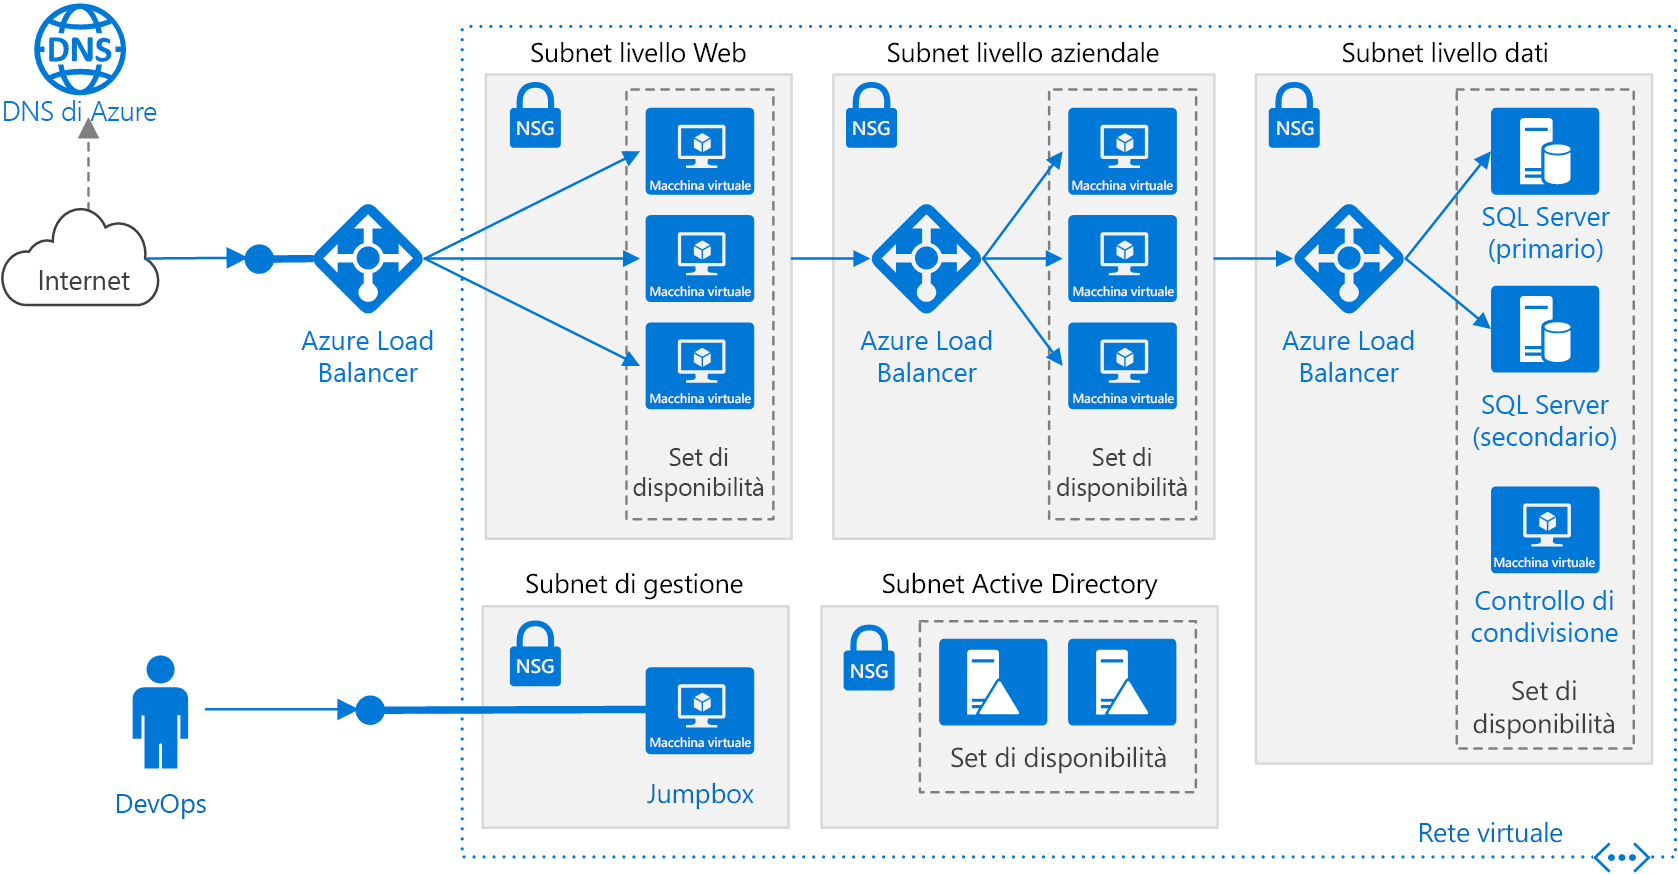 DNS
DNS di Azure
Internet
Azure Load
Balancer
Subnet livello Web
NSG
Macchina virtuale
Macchina virtuale
Macchina virtuale
Set di
disponibilità
Subnet livello aziendale
NSG
Azure Load
Balancer
Macchina virtuale
Macchina virtuale
Macchina virtuale
Set di
disponibilità
Subnet livello dati
NSG
Azure Load
Balancer
SQL Server
(primario)
SQL Server
(secondario)
Macchina virtuale
Controllo di
condivisione
Set di
disponibilità
DevOps
Subnet di gestione
NSG
Macchina virtuale
Jumpbox
Subnet Active Directory
NSG
Set di disponibilità
Rete virtuale